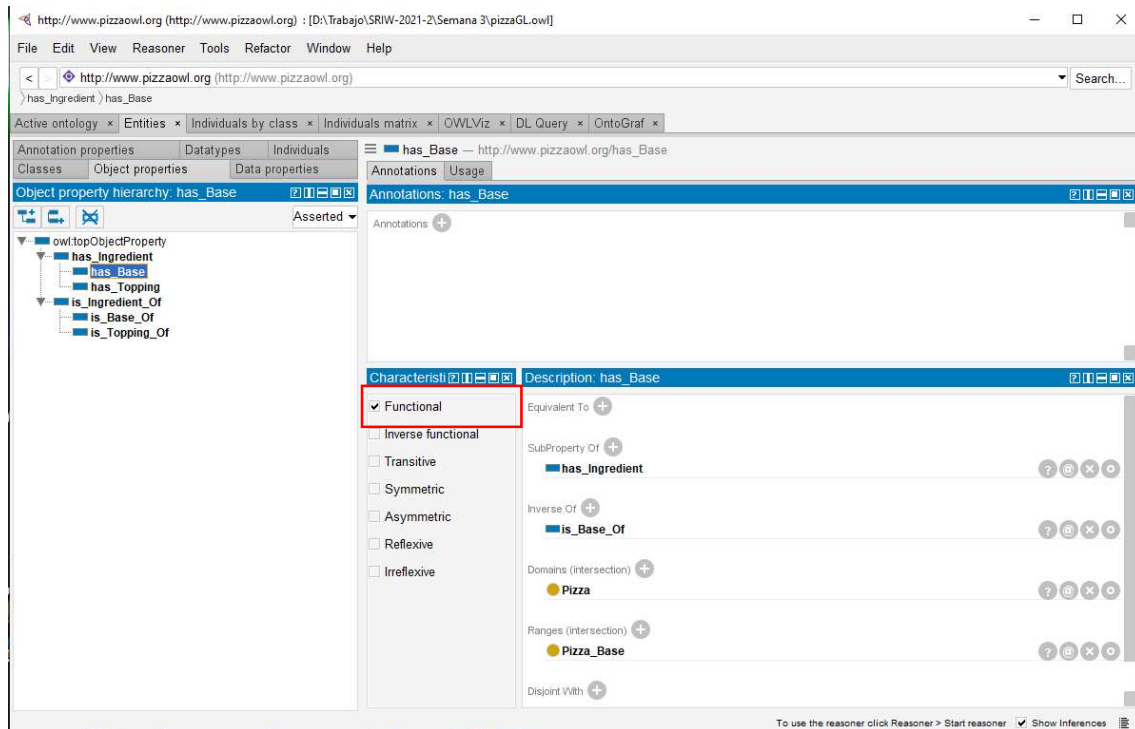 http://www.pizzaowl.org (http://www.pizzaowl.org) : [D:\Trabajo\SRIW-2021-2\Semana 3\pizzaGL.owl]
File Edit View Reasoner Tools Refactor Window Help
< > http://www.pizzaowl.org (http://www.pizzaowl.org) Search...
has_Ingredient has_Base
Active ontology × Entities × Individuals by class × Individuals matrix × OWLViz × DL Query × OntoGraf ×
Annotation properties Datatypes Individuals
Classes Object properties Data properties
Object property hierarchy: has_Base
Asserted
owl:topObjectProperty
has_Ingredient
has_Base
has_Topping
is_Ingredient_Of
is_Base_Of
is_Topping_Of
has_Base — http://www.pizzaowl.org/has_Base
Annotations Usage
Annotations: has_Base
Annotations
Characteristi
Functional
Inverse functional
Transitive
Symmetric
Asymmetric
Reflexive
Irreflexive
Description: has_Base
Equivalent To
SubProperty Of
has_Ingredient
Inverse Of
is_Base_Of
Domains (intersection)
Pizza
Ranges (intersection)
Pizza_Base
Disjoint With
To use the reasoner click Reasoner > Start reasoner Show Inferences